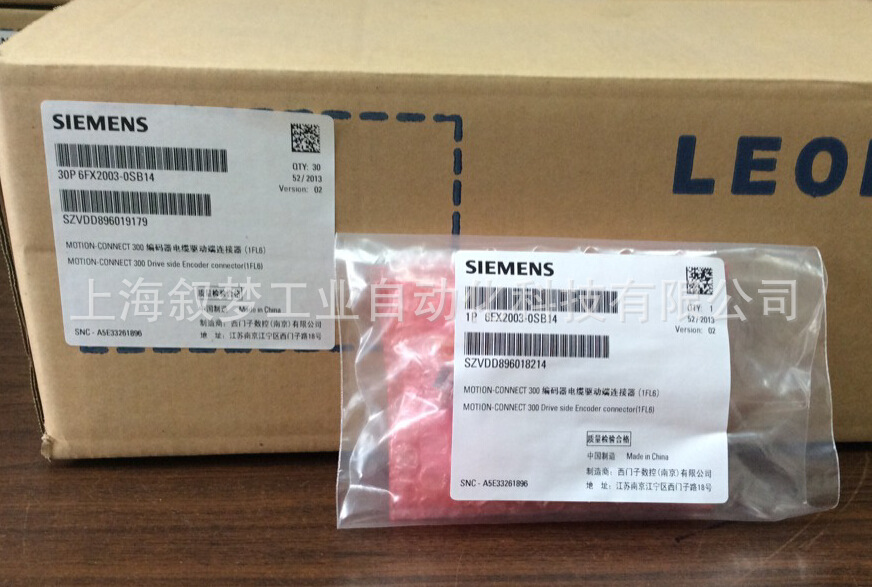 SIEMENS
30P 6FX2003-0SB14
QTY: 30
52/2013
Version: 02
SZVDD896019179
MOTION-CONNECT 300 编码器电缆驱动端连接器 (1FL6)
MOTION-CONNECT 300 Drive side Encoder connector(1FL6)
质量检验合格
中国制造 Made in China
制造商: 西门子数控(南京)有限公司
地 址: 江苏南京江宁区西门子路18号
SNC - A5E33261896
LEO
SIEMENS
1P 6FX2003-0SB14
QTY: 1
52/2013
Version: 02
SZVDD896018214
MOTION-CONNECT 300 编码器电缆驱动端连接器 (1FL6)
MOTION-CONNECT 300 Drive side Encoder connector(1FL6)
质量检验合格
中国制造 Made in China
制造商: 西门子数控(南京)有限公司
地 址: 江苏南京江宁区西门子路18号
SNC - A5E33261896
上海叙梦工业自动化科技有限公司